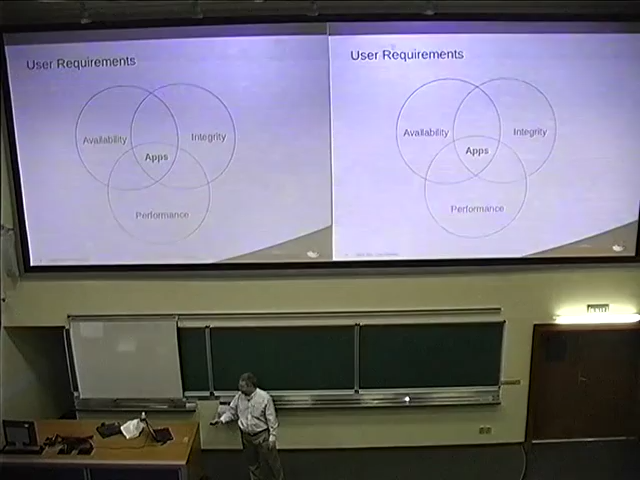 User Requirements
Availability
Integrity
Apps
Performance
User Requirements
Availability
Integrity
Apps
Performance